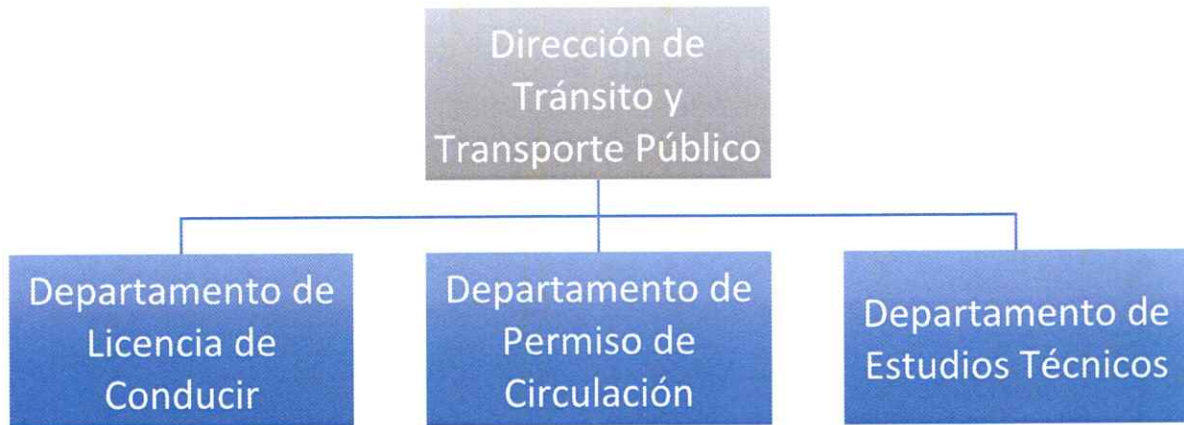 Dirección de
Tránsito y
Transporte Público
Departamento de
Licencia de
Conducir
Departamento de
Permiso de
Circulación
Departamento de
Estudios Técnicos